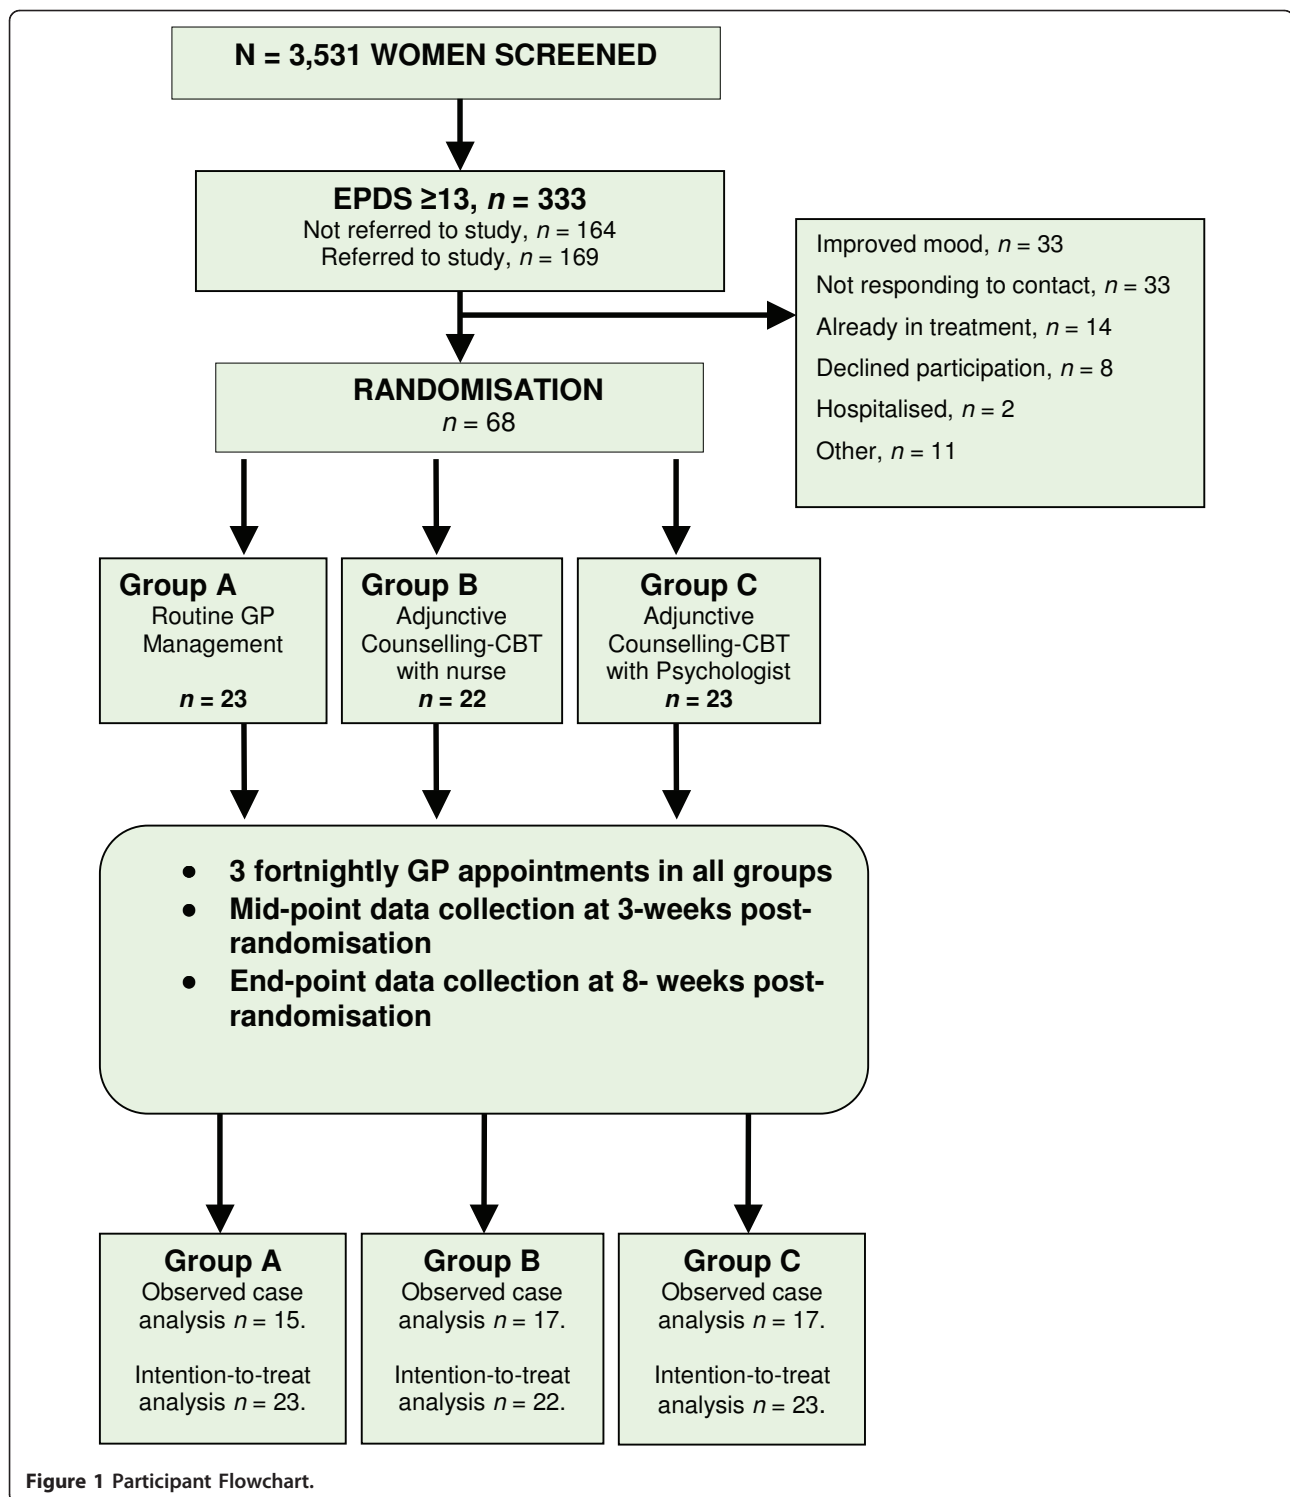 N = 3,531 WOMEN SCREENED
EPDS ≥13, n = 333
Not referred to study, n = 164
Referred to study, n = 169
Improved mood, n = 33
Not responding to contact, n = 33
Already in treatment, n = 14
Declined participation, n = 8
Hospitalised, n = 2
Other, n = 11
RANDOMISATION
n = 68
Group A
Routine GP
Management
n = 23
Group B
Adjunctive
Counselling-CBT
with nurse
n = 22
Group C
Adjunctive
Counselling-CBT
with Psychologist
n = 23
• 3 fortnightly GP appointments in all groups
• Mid-point data collection at 3-weeks post-
randomisation
• End-point data collection at 8- weeks post-
randomisation
Group A
Observed case
analysis n = 15.
Intention-to-treat
analysis n = 23.
Group B
Observed case
analysis n = 17.
Intention-to-treat
analysis n = 22.
Group C
Observed case
analysis n = 17.
Intention-to-treat
analysis n = 23.
Figure 1 Participant Flowchart.